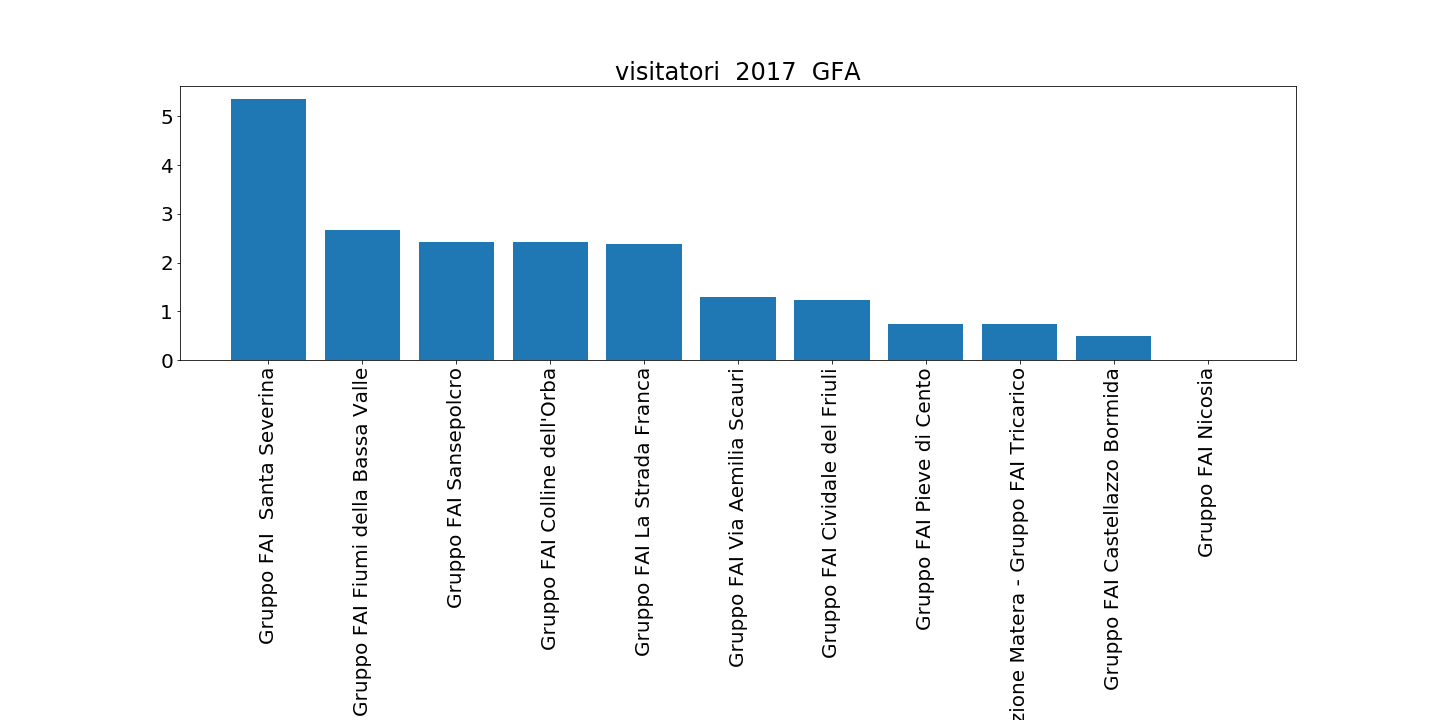 visitatori  2017  GFA
5
4
3
2
1
0
Gruppo FAI  Santa Severina
Gruppo FAI Fiumi della Bassa Valle
Gruppo FAI Sansepolcro
Gruppo FAI Colline dell'Orba
Gruppo FAI La Strada Franca
Gruppo FAI Via Aemilia Scauri
Gruppo FAI Cividale del Friuli
Gruppo FAI Pieve di Cento
zione Matera - Gruppo FAI Tricarico
Gruppo FAI Castellazzo Bormida
Gruppo FAI Nicosia